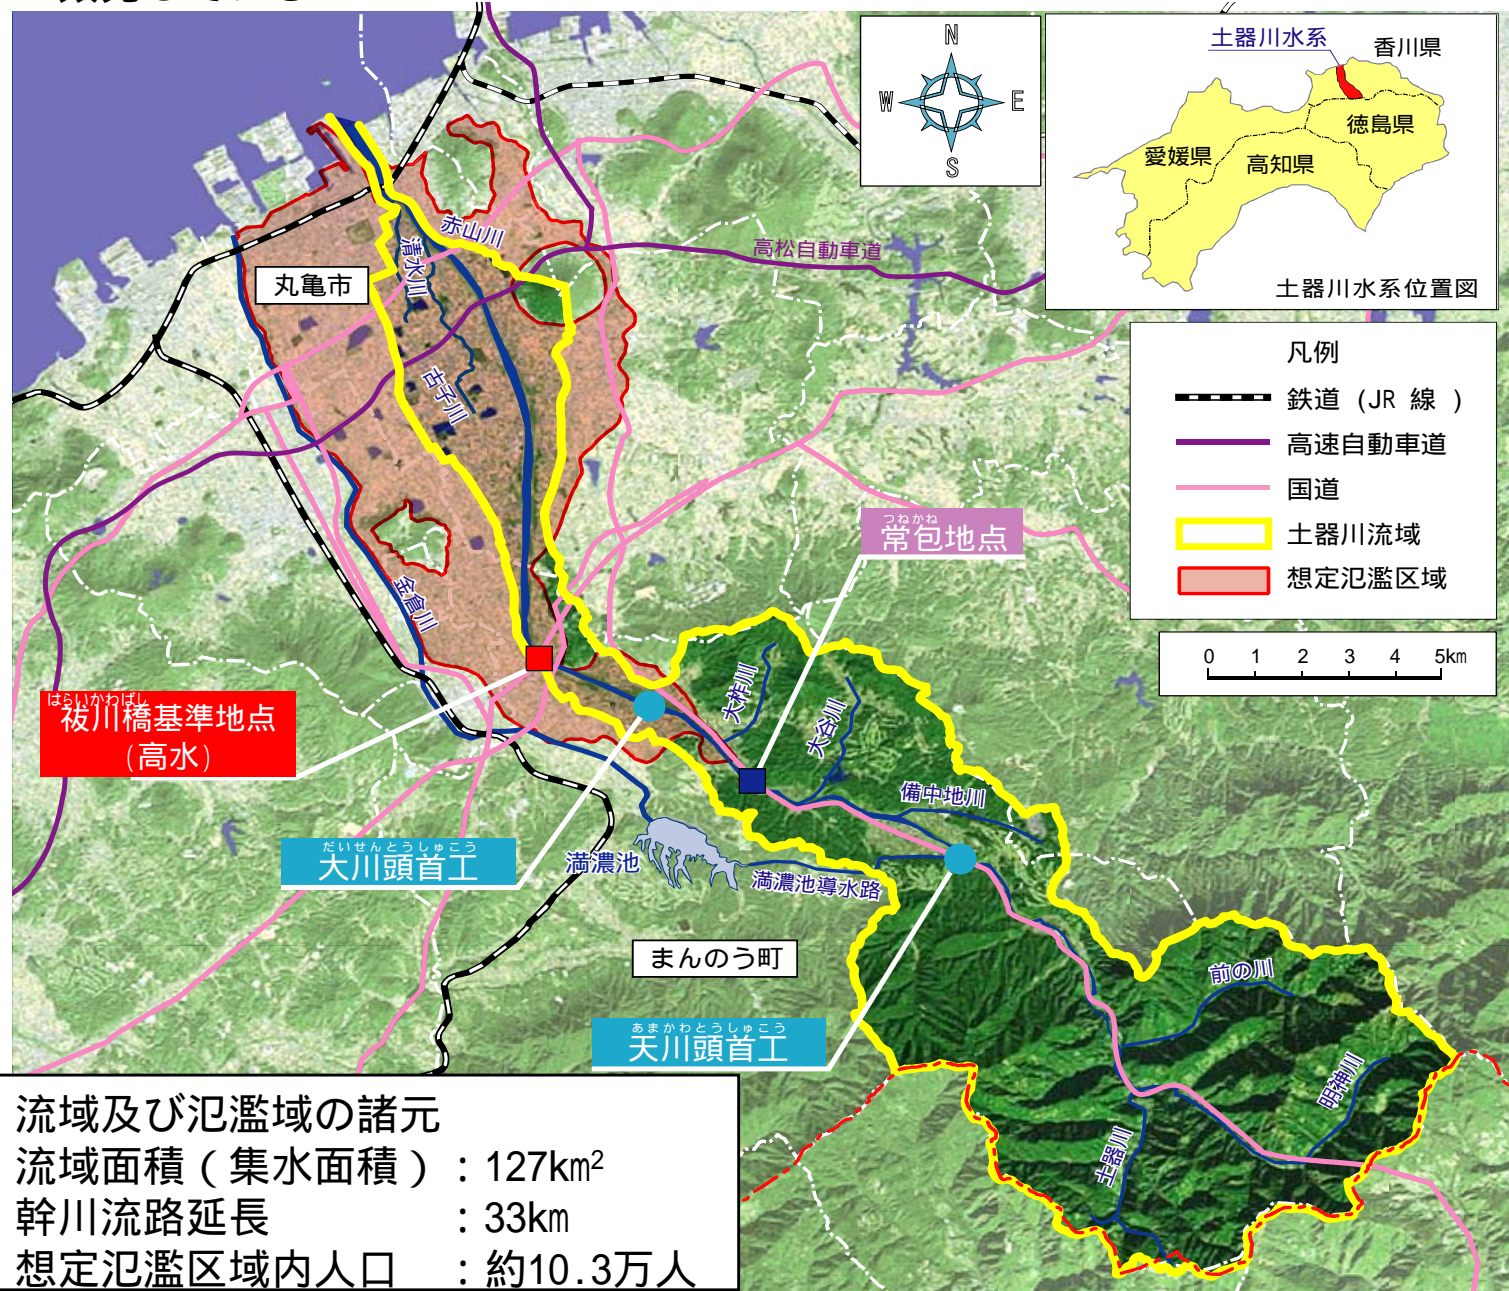 N
W
E
S
土器川水系
香川県
徳島県
愛媛県
高知県
土器川水系位置図
赤山川
清水川
高松自動車道
丸亀市
古子川
金倉川
凡例
鉄道 (JR 線 )
高速自動車道
国道
土器川流域
想定氾濫区域
0 1 2 3 4 5km
つねかね
常包地点
はらいかわばし
祓川橋基準地点
(高水)
大柞川
大谷川
備中地川
だいせんとうしゅこう
大川頭首工
満濃池
満濃池導水路
まんのう町
前の川
あまかわとうしゅこう
天川頭首工
明神川
土器川
流域及び氾濫域の諸元
流域面積（集水面積）：127km²
幹川流路延長 ：33km
想定氾濫区域内人口 ：約10.3万人